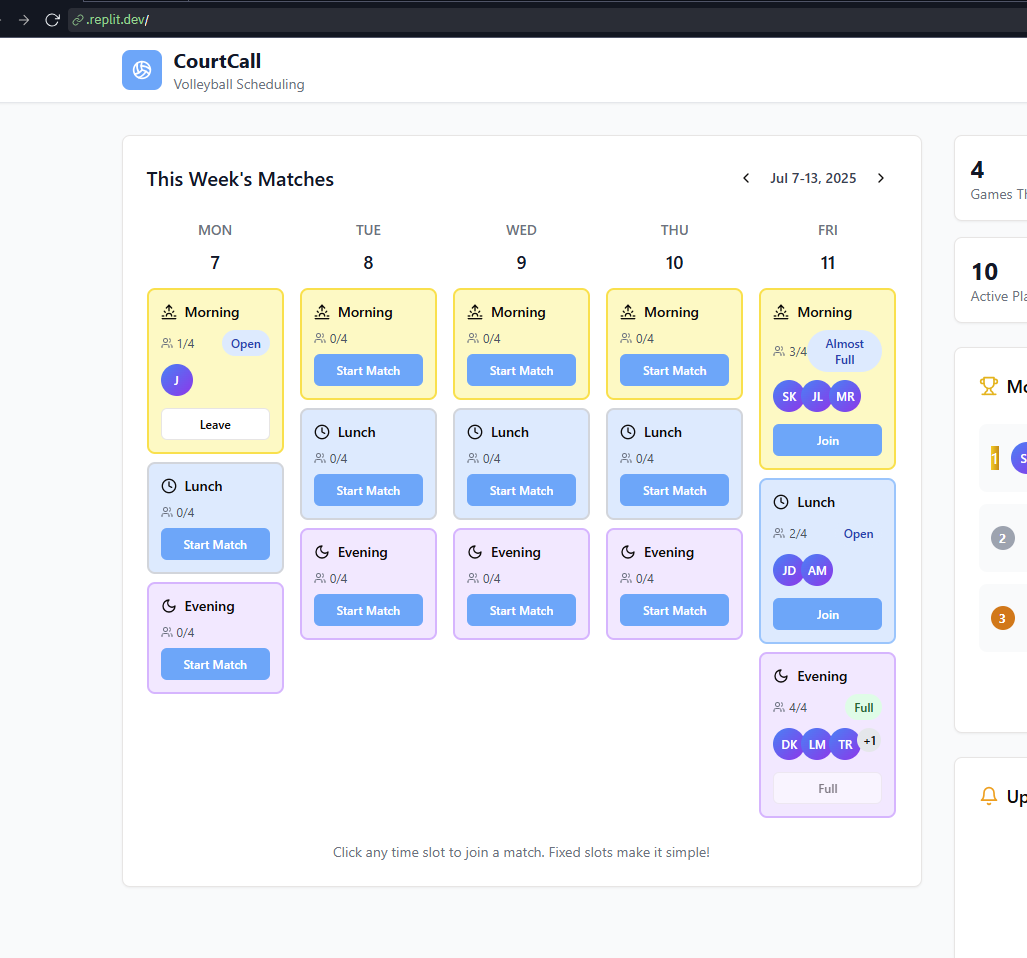 .replit.dev/
CourtCall
Volleyball Scheduling
This Week's Matches
Jul 7-13, 2025
MON
7
Morning
1/4
Open
J
Leave
Lunch
0/4
Start Match
Evening
0/4
Start Match
TUE
8
Morning
0/4
Start Match
Lunch
0/4
Start Match
Evening
0/4
Start Match
WED
9
Morning
0/4
Start Match
Lunch
0/4
Start Match
Evening
0/4
Start Match
THU
10
Morning
0/4
Start Match
Lunch
0/4
Start Match
Evening
0/4
Start Match
FRI
11
Morning
3/4
Almost
Full
SK JL MR
Join
Lunch
2/4
Open
JD AM
Join
Evening
4/4
Full
DK LM TR +1
Full
Click any time slot to join a match. Fixed slots make it simple!
4
Games
10
Active
1
2
3